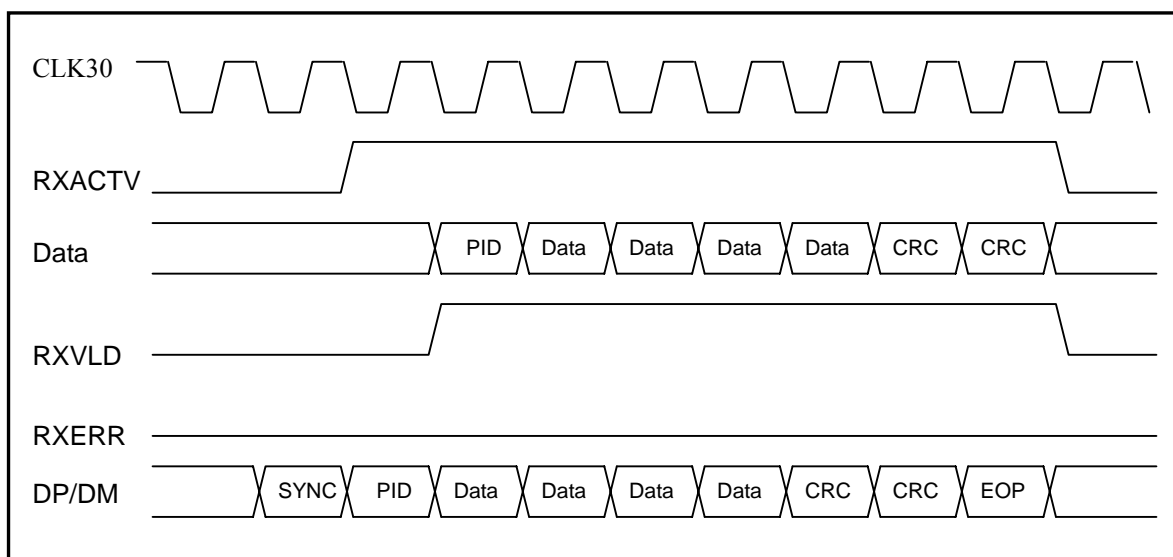 CLK30
RXACTV
Data PID Data Data Data Data CRC CRC
RXVLD
RXERR
DP/DM SYNC PID Data Data Data Data CRC CRC EOP